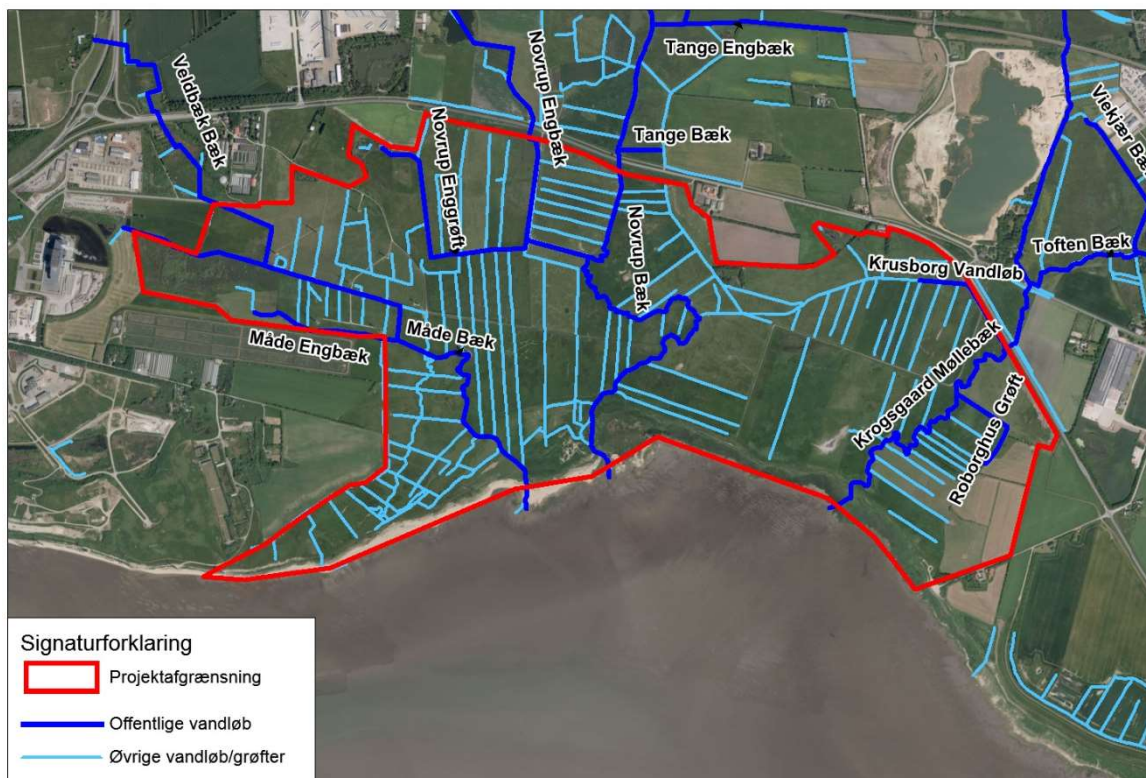 Veldbæk Bæk
Novrup Enggrøft
Novrup Engbæk
Tange Engbæk
Tange Bæk
Vlekjær Bæk
Toften Bæk
Novrup Bæk
Krusborg Vandløb
Måde Bæk
Måde Engbæk
Krogsgaard Møllebæk
Roborghus Grøft
Signaturforklaring
Projektafgrænsning
Offentlige vandløb
Øvrige vandløb/grøfter